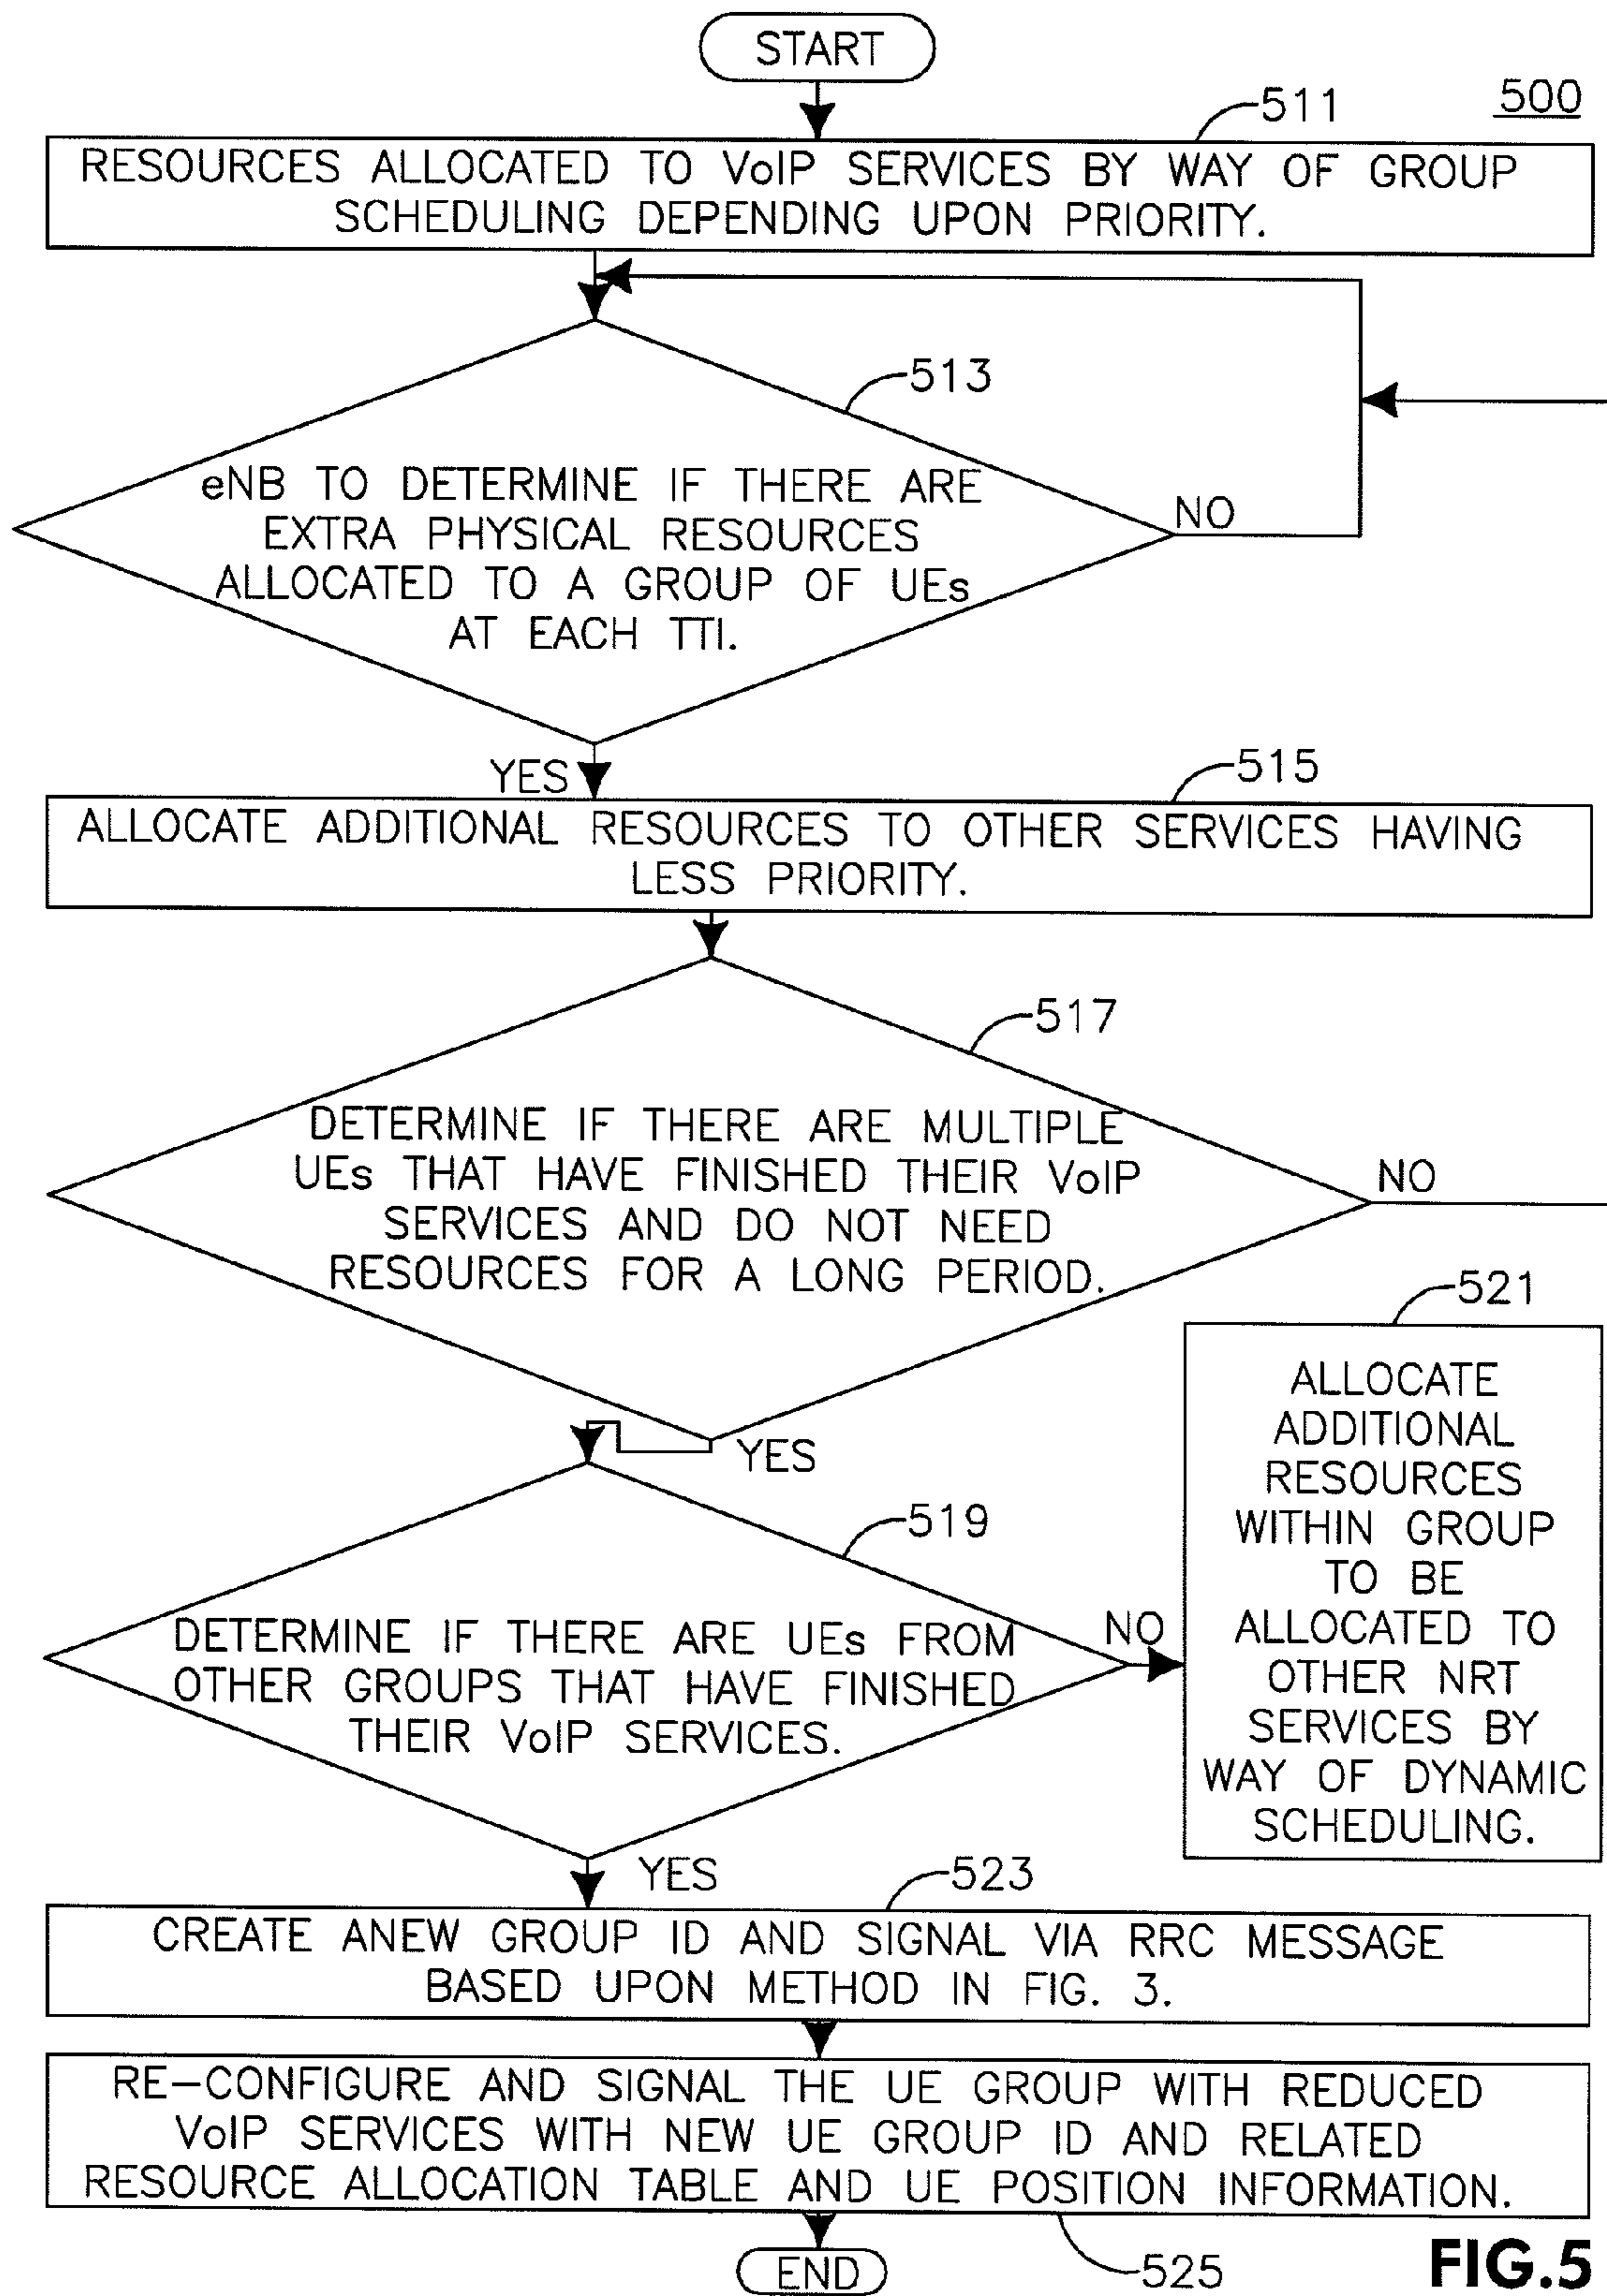 START
500
511
RESOURCES ALLOCATED TO VoIP SERVICES BY WAY OF GROUP
SCHEDULING DEPENDING UPON PRIORITY.
513
eNB TO DETERMINE IF THERE ARE
EXTRA PHYSICAL RESOURCES
ALLOCATED TO A GROUP OF UEs
AT EACH TTI.
NO
YES
515
ALLOCATE ADDITIONAL RESOURCES TO OTHER SERVICES HAVING
LESS PRIORITY.
517
DETERMINE IF THERE ARE MULTIPLE
UEs THAT HAVE FINISHED THEIR VoIP
SERVICES AND DO NOT NEED
RESOURCES FOR A LONG PERIOD.
NO
YES
519
DETERMINE IF THERE ARE UEs FROM
OTHER GROUPS THAT HAVE FINISHED
THEIR VoIP SERVICES.
NO
521
ALLOCATE
ADDITIONAL
RESOURCES
WITHIN GROUP
TO BE
ALLOCATED TO
OTHER NRT
SERVICES BY
WAY OF DYNAMIC
SCHEDULING.
YES
523
CREATE ANEW GROUP ID AND SIGNAL VIA RRC MESSAGE
BASED UPON METHOD IN FIG. 3.
RE-CONFIGURE AND SIGNAL THE UE GROUP WITH REDUCED
VoIP SERVICES WITH NEW UE GROUP ID AND RELATED
RESOURCE ALLOCATION TABLE AND UE POSITION INFORMATION.
525
END
FIG.5